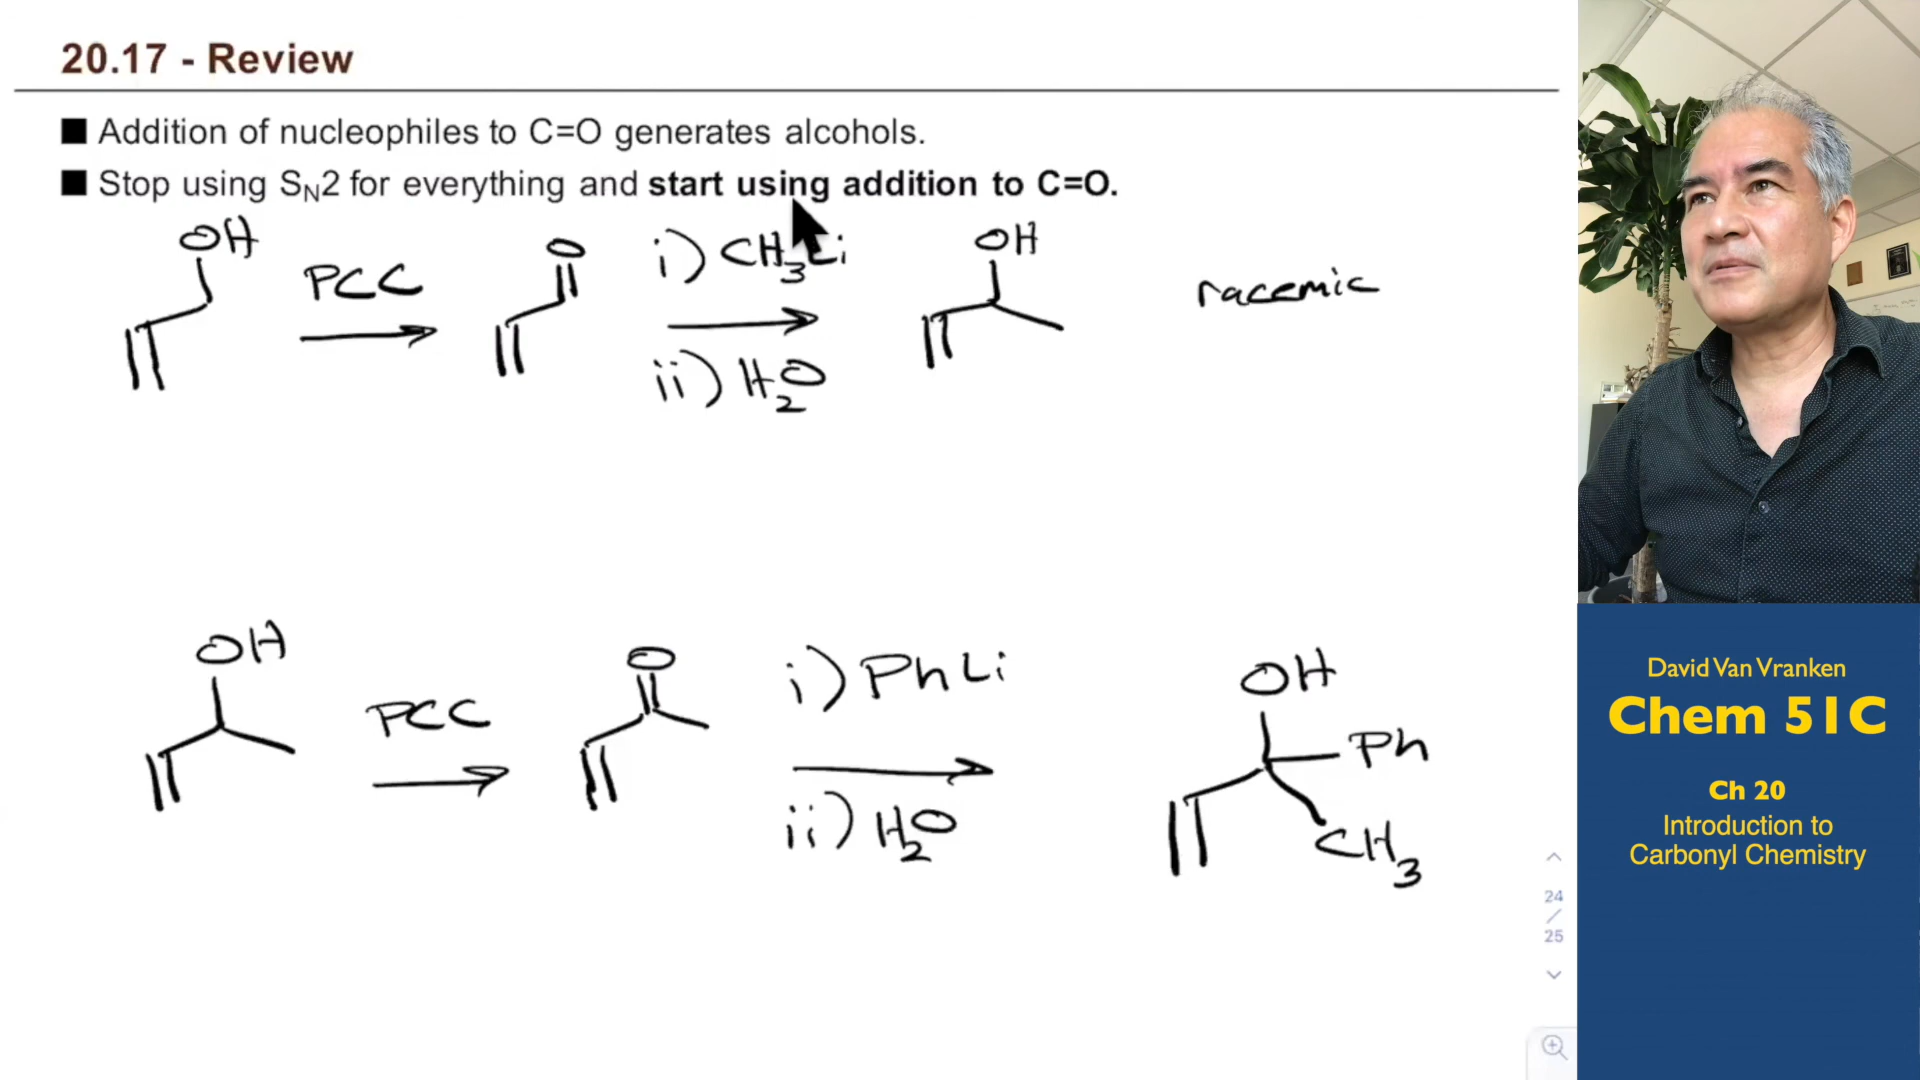 20.17 - Review
■ Addition of nucleophiles to C=O generates alcohols.
■ Stop using SN2 for everything and start using addition to C=O.
OH
PCC
O
i) CH3Li
ii) H2O
OH
racemic
OH
PCC
O
i) PhLi
ii) H2O
OH
Ph
CH3
David Van Vranken
Chem 51C
Ch 20
Introduction to
Carbonyl Chemistry
24
/
25